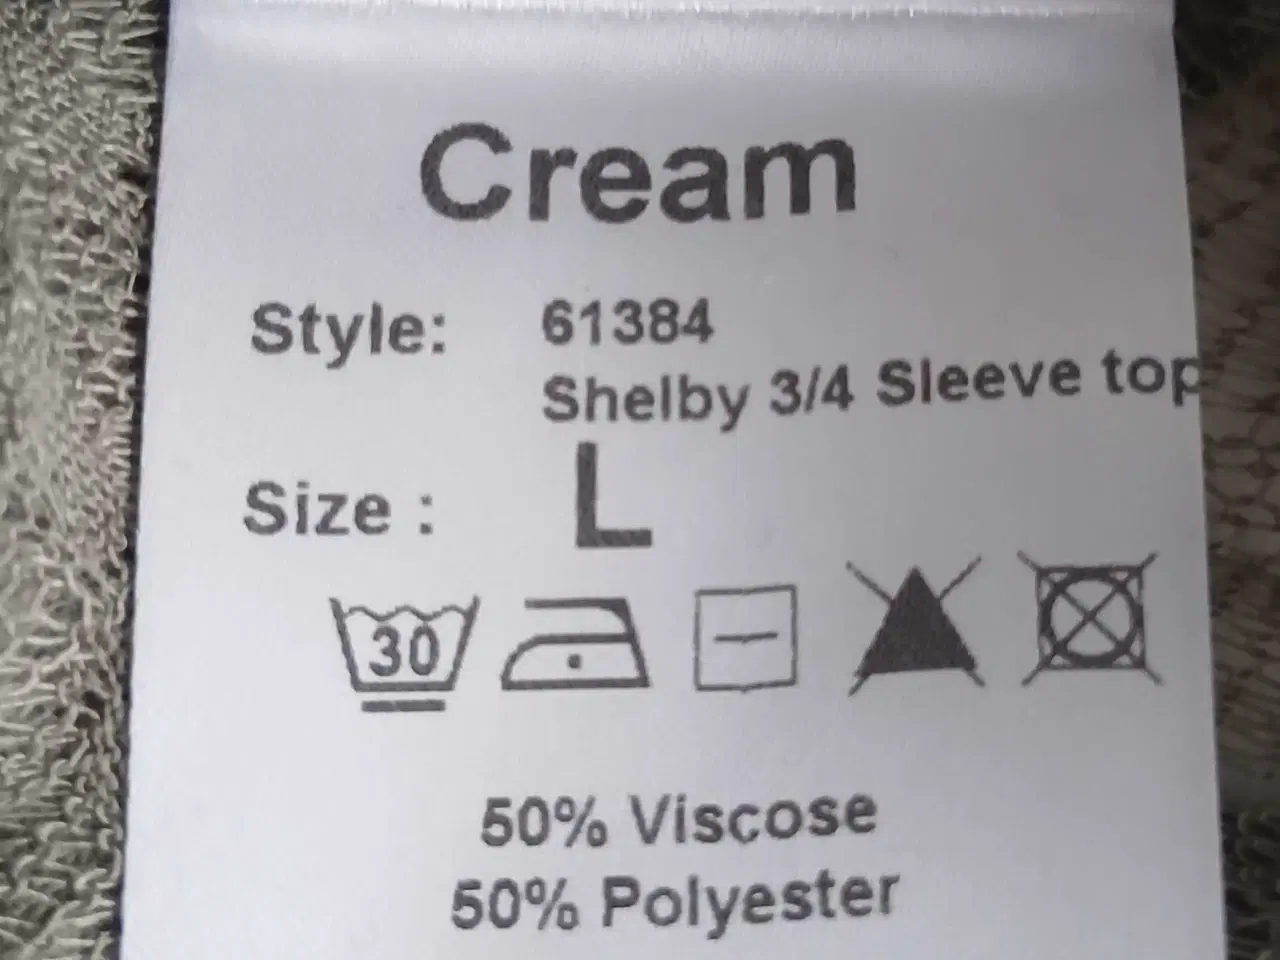 Cream
Style: 61384
Shelby 3/4 Sleeve top
Size : L
30
50% Viscose
50% Polyester